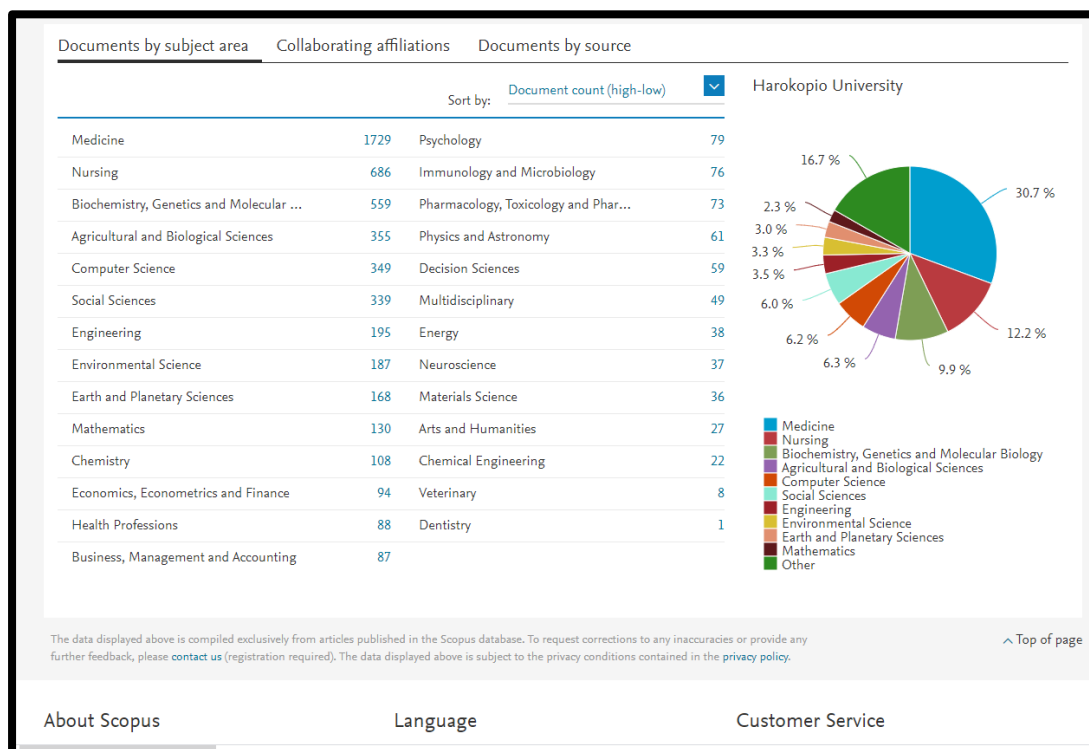 Documents by subject area Collaborating affiliations Documents by source
Sort by: Document count (high-low)
Harokopio University
Medicine 1729 Psychology 79
Nursing 686 Immunology and Microbiology 76
Biochemistry, Genetics and Molecular ... 559 Pharmacology, Toxicology and Phar... 73
Agricultural and Biological Sciences 355 Physics and Astronomy 61
Computer Science 349 Decision Sciences 59
Social Sciences 339 Multidisciplinary 49
Engineering 195 Energy 38
Environmental Science 187 Neuroscience 37
Earth and Planetary Sciences 168 Materials Science 36
Mathematics 130 Arts and Humanities 27
Chemistry 108 Chemical Engineering 22
Economics, Econometrics and Finance 94 Veterinary 8
Health Professions 88 Dentistry 1
Business, Management and Accounting 87
16.7 %
30.7 %
2.3 %
3.0 %
3.3 %
3.5 %
6.0 %
6.2 %
6.3 %
9.9 %
12.2 %
Medicine
Nursing
Biochemistry, Genetics and Molecular Biology
Agricultural and Biological Sciences
Computer Science
Social Sciences
Engineering
Environmental Science
Earth and Planetary Sciences
Mathematics
Other
The data displayed above is compiled exclusively from articles published in the Scopus database. To request corrections to any inaccuracies or provide any
further feedback, please contact us (registration required). The data displayed above is subject to the privacy conditions contained in the privacy policy.
Top of page
About Scopus Language Customer Service